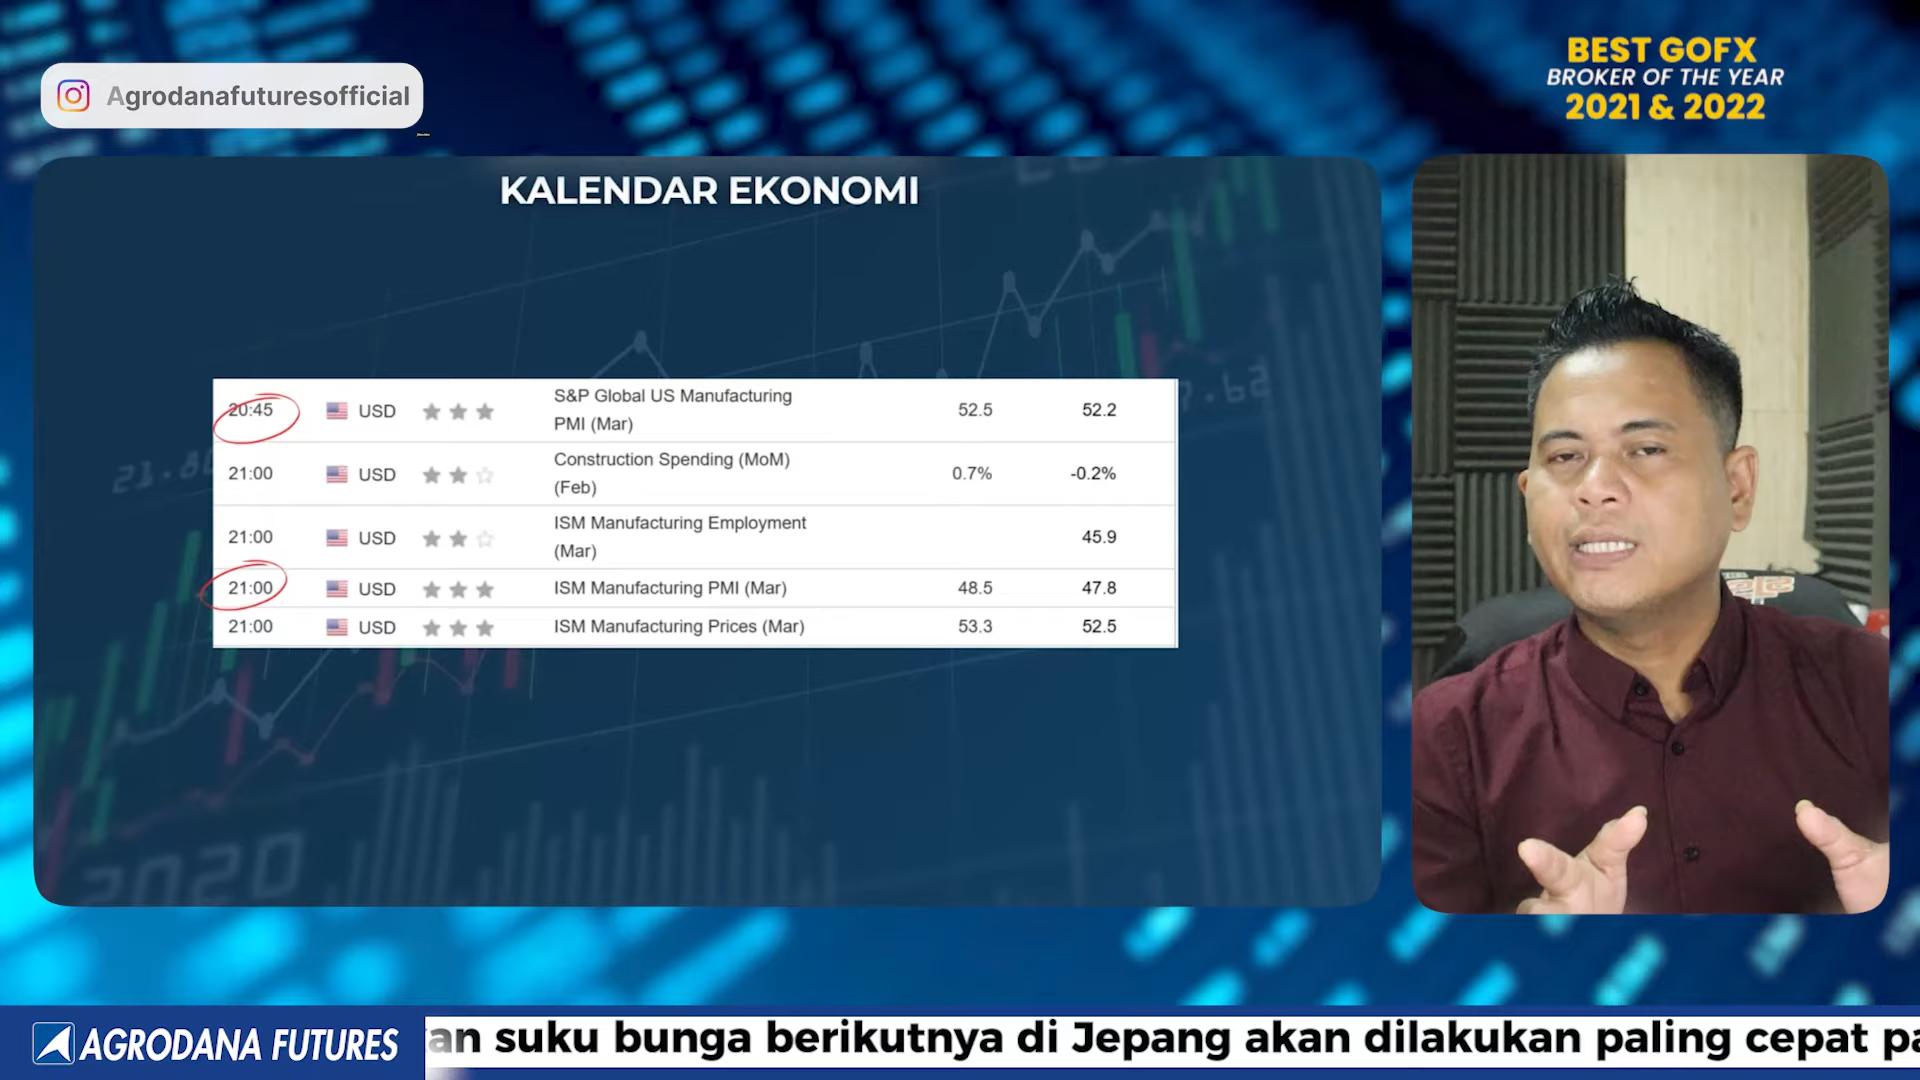 Agrodanafuturesofficial
BEST GOFX
BROKER OF THE YEAR
2021 & 2022
KALENDAR EKONOMI
20:45 USD S&P Global US Manufacturing PMI (Mar) 52.5 52.2
21:00 USD Construction Spending (MoM) (Feb) 0.7% -0.2%
21:00 USD ISM Manufacturing Employment (Mar) 45.9
21:00 USD ISM Manufacturing PMI (Mar) 48.5 47.8
21:00 USD ISM Manufacturing Prices (Mar) 53.3 52.5
2020
AGRODANA FUTURES
an suku bunga berikutnya di Jepang akan dilakukan paling cepat pa